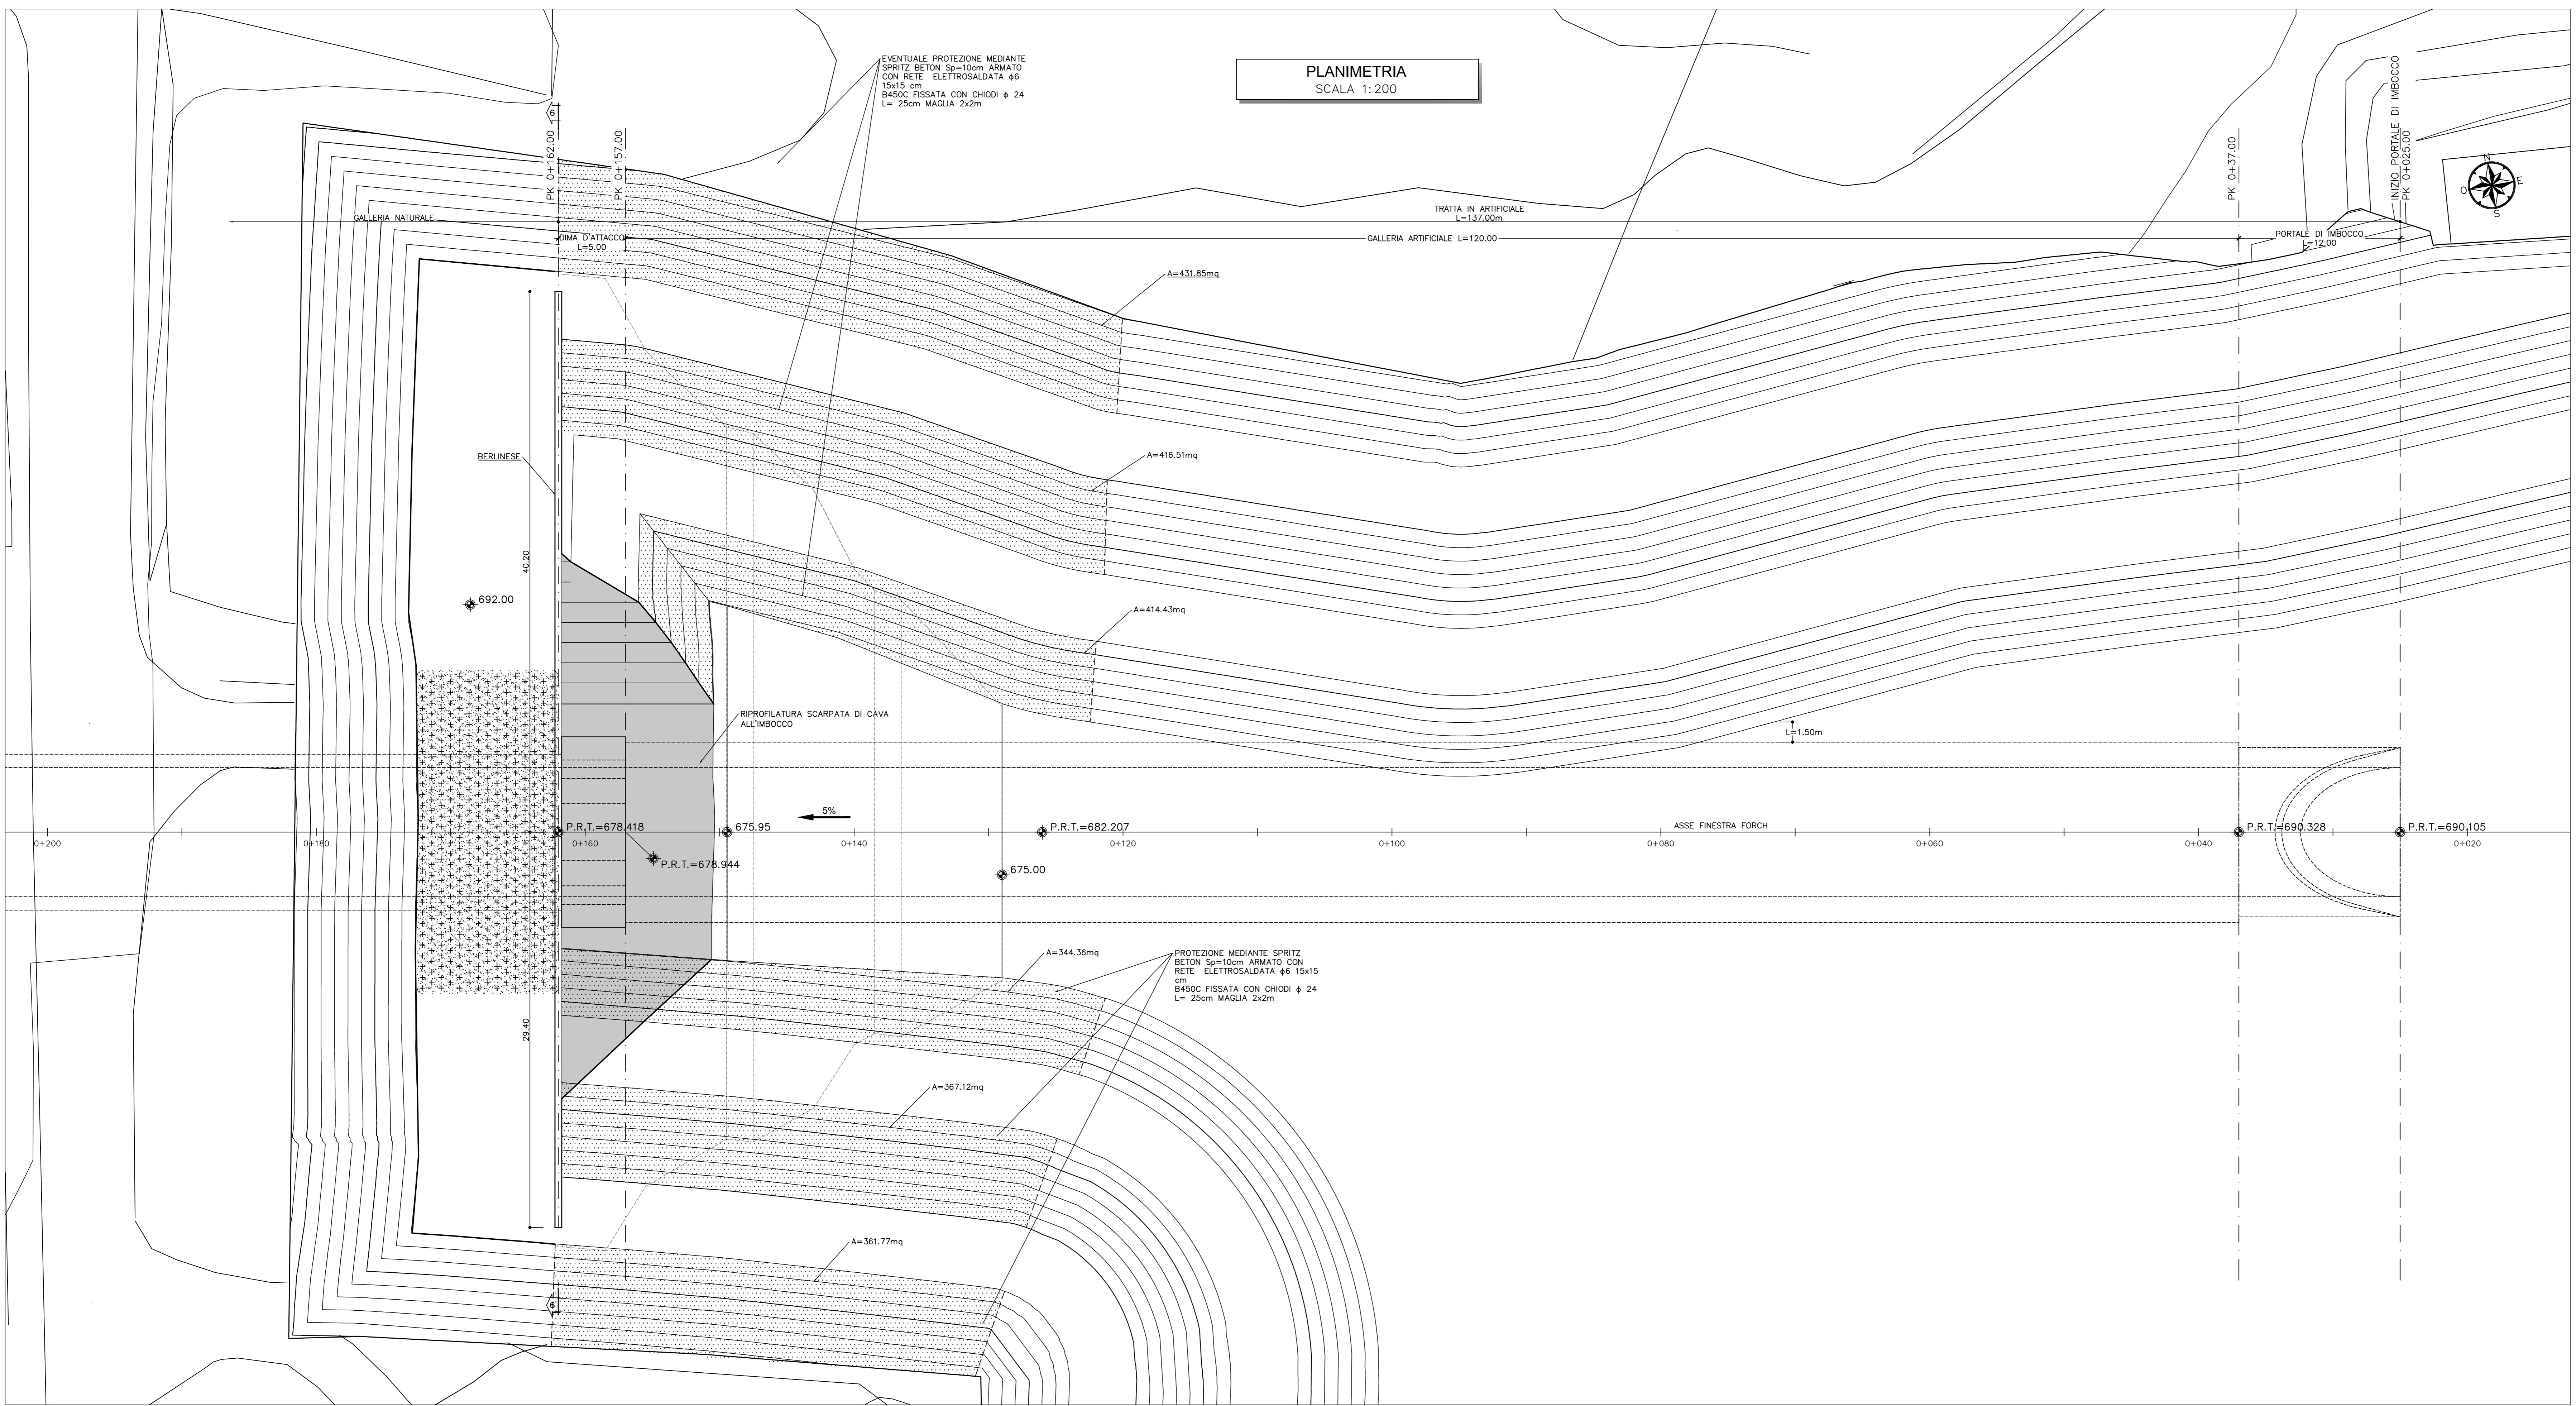 PLANIMETRIA
SCALA 1:200
EVENTUALE PROTEZIONE MEDIANTE
SPRITZ BETON Sp=10cm ARMATO
CON RETE ELETTROSALDATA ϕ6
15x15 cm
B450C FISSATA CON CHIODI ϕ 24
L= 25cm MAGLIA 2x2m
6
PK 0+162.00
PK 0+157.00
PK 0+37.00
INIZIO PORTALE DI IMBOCCO
PK 0+025.00
N
O
E
S
GALLERIA NATURALE
TRATTA IN ARTIFICIALE
L=137.00m
DIMA D'ATTACCO
L=5.00
GALLERIA ARTIFICIALE L=120.00
PORTALE DI IMBOCCO
L=12.00
A=431.85mq
A=416.51mq
BERLINESE
40.20
692.00
A=414.43mq
RIPROFILATURA SCARPATA DI CAVA
ALL'IMBOCCO
L=1.50m
5%
P.R.T.=678.418
675.95
P.R.T.=682.207
ASSE FINESTRA FORCH
P.R.T.=690.328
P.R.T.=690.105
0+200
0+180
0+160
0+140
0+120
0+100
0+080
0+060
0+040
0+020
P.R.T.=678.944
675.00
A=344.36mq
PROTEZIONE MEDIANTE SPRITZ
BETON Sp=10cm ARMATO CON
RETE ELETTROSALDATA ϕ6 15x15
cm
B450C FISSATA CON CHIODI ϕ 24
L= 25cm MAGLIA 2x2m
29.40
A=367.12mq
A=361.77mq
6